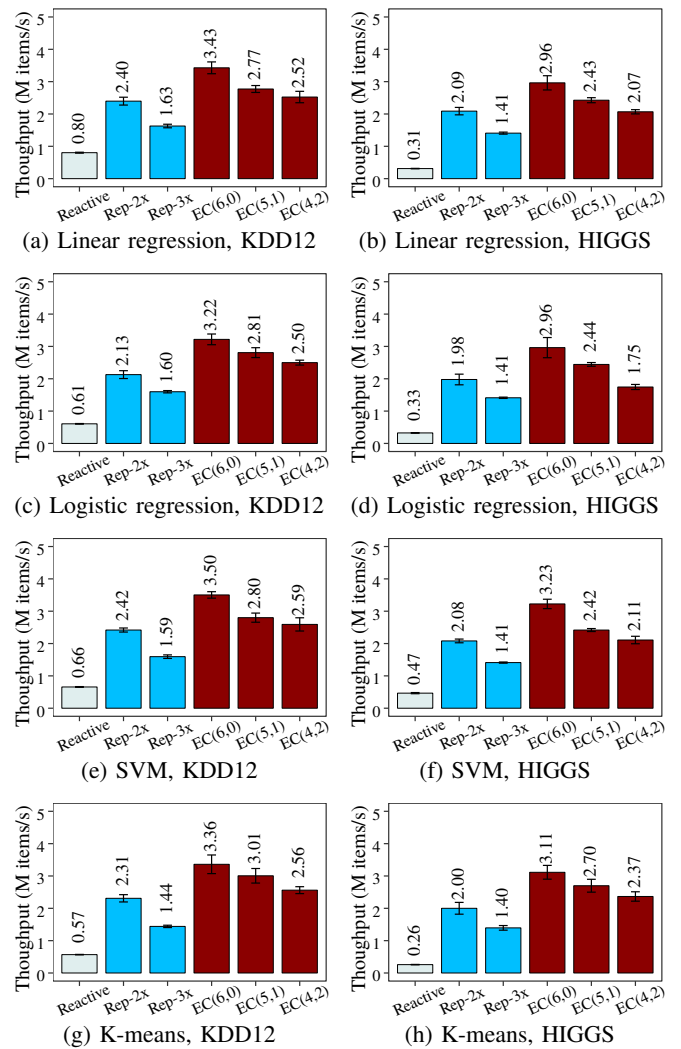 Thoughput (M items/s)
5
4
3
2
1
0
0.80
2.40
1.63
3.43
2.77
2.52
Reactive
Rep-2x
Rep-3x
EC(6,0)
EC(5,1)
EC(4,2)
(a) Linear regression, KDD12
Thoughput (M items/s)
5
4
3
2
1
0
0.31
2.09
1.41
2.96
2.43
2.07
Reactive
Rep-2x
Rep-3x
EC(6,0)
EC5,1)
EC(4,2)
(b) Linear regression, HIGGS
Thoughput (M items/s)
5
4
3
2
1
0
0.61
2.13
1.60
3.22
2.81
2.50
Reactive
Rep-2x
Rep-3x
EC(6,0)
EC(5,1)
EC(4,2)
(c) Logistic regression, KDD12
Thoughput (M items/s)
5
4
3
2
1
0
0.33
1.98
1.41
2.96
2.44
1.75
Reactive
Rep-2x
Rep-3x
EC(6,0)
EC(5,1)
EC(4,2)
(d) Logistic regression, HIGGS
Thoughput (M items/s)
5
4
3
2
1
0
0.66
2.42
1.59
3.50
2.80
2.59
Reactive
Rep-2x
Rep-3x
EC(6,0)
EC(5,1)
EC(4,2)
(e) SVM, KDD12
Thoughput (M items/s)
5
4
3
2
1
0
0.47
2.08
1.41
3.23
2.42
2.11
Reactive
Rep-2x
Rep-3x
EC(6,0)
EC(5,1)
EC(4,2)
(f) SVM, HIGGS
Thoughput (M items/s)
5
4
3
2
1
0
0.57
2.31
1.44
3.36
3.01
2.56
Reactive
Rep-2x
Rep-3x
EC(6,0)
EC(5,1)
EC(4,2)
(g) K-means, KDD12
Thoughput (M items/s)
5
4
3
2
1
0
0.26
2.00
1.40
3.11
2.70
2.37
Reactive
Rep-2x
Rep-3x
EC(6,0)
EC(5,1)
EC(4,2)
(h) K-means, HIGGS